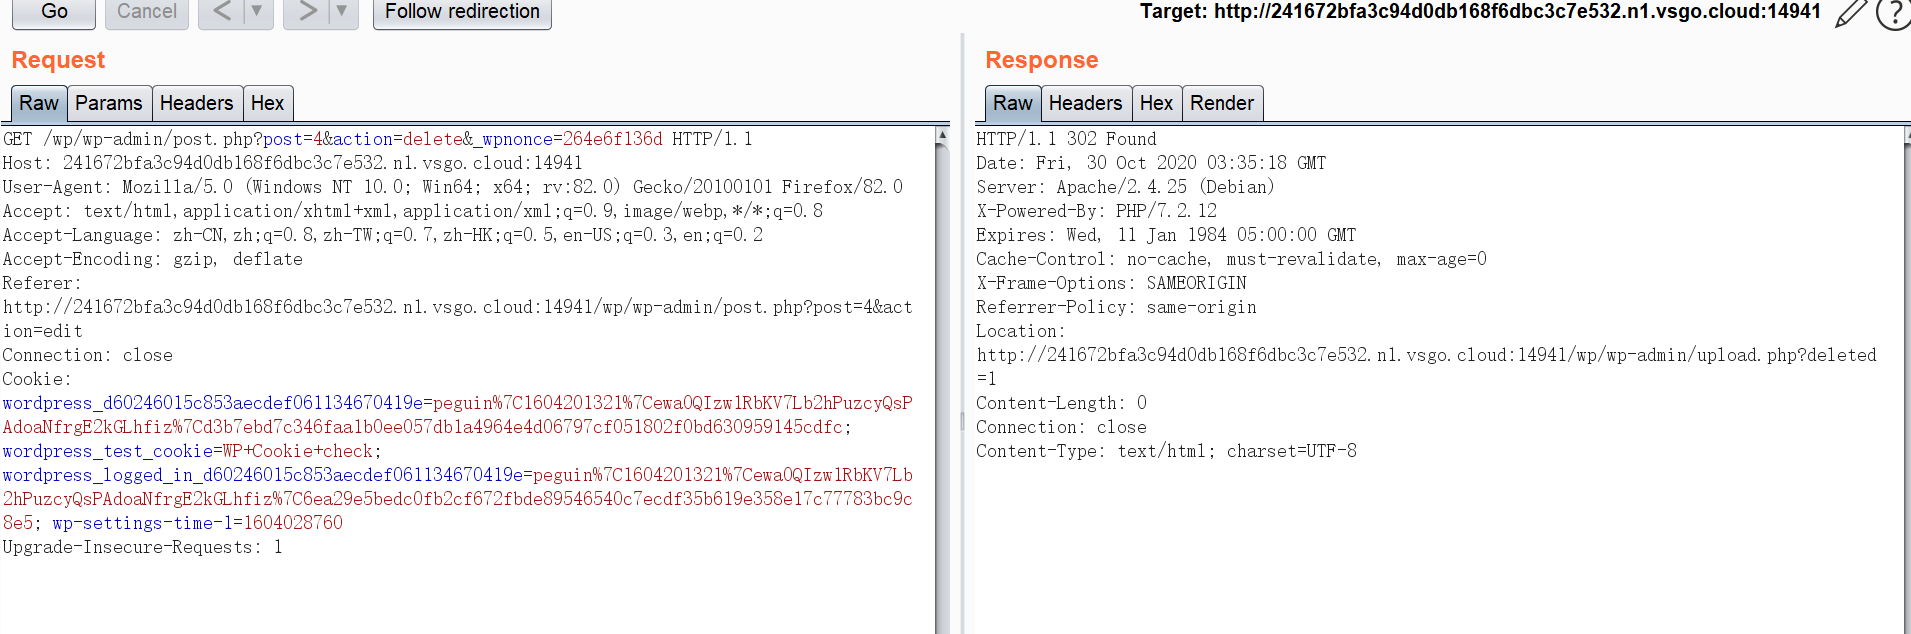 Go Cancel < ▼ > ▼ Follow redirection
Target: http://241672bfa3c94d0db168f6dbc3c7e532.n1.vsgo.cloud:14941
Request
Raw Params Headers Hex
GET /wp/wp-admin/post.php?post=4&action=delete&_wpnonce=264e6f136d HTTP/1.1
Host: 241672bfa3c94d0db168f6dbc3c7e532.n1.vsgo.cloud:14941
User-Agent: Mozilla/5.0 (Windows NT 10.0; Win64; x64; rv:82.0) Gecko/20100101 Firefox/82.0
Accept: text/html,application/xhtml+xml,application/xml;q=0.9,image/webp,*/*;q=0.8
Accept-Language: zh-CN,zh;q=0.8,zh-TW;q=0.7,zh-HK;q=0.5,en-US;q=0.3,en;q=0.2
Accept-Encoding: gzip, deflate
Referer:
http://241672bfa3c94d0db168f6dbc3c7e532.n1.vsgo.cloud:14941/wp/wp-admin/post.php?post=4&act
ion=edit
Connection: close
Cookie:
wordpress_d60246015c853aecdef061134670419e=peguin%7C1604201321%7Cewa0QIzw1RbKV7Lb2hPuzcyQsP
AdoaNfrgE2kGLhfiz%7Cd3b7ebd7c346faa1b0ee057db1a4964e4d06797cf051802f0bd630959145cdfc;
wordpress_test_cookie=WP+Cookie+check;
wordpress_logged_in_d60246015c853aecdef061134670419e=peguin%7C1604201321%7Cewa0QIzw1RbKV7Lb
2hPuzcyQsPAdoaNfrgE2kGLhfiz%7C6ea29e5bedc0fb2cf672fbde89546540c7ecdf35b619e358e17c77783bc9c
8e5; wp-settings-time-1=1604028760
Upgrade-Insecure-Requests: 1
Response
Raw Headers Hex Render
HTTP/1.1 302 Found
Date: Fri, 30 Oct 2020 03:35:18 GMT
Server: Apache/2.4.25 (Debian)
X-Powered-By: PHP/7.2.12
Expires: Wed, 11 Jan 1984 05:00:00 GMT
Cache-Control: no-cache, must-revalidate, max-age=0
X-Frame-Options: SAMEORIGIN
Referrer-Policy: same-origin
Location:
http://241672bfa3c94d0db168f6dbc3c7e532.n1.vsgo.cloud:14941/wp/wp-admin/upload.php?deleted
=1
Content-Length: 0
Connection: close
Content-Type: text/html; charset=UTF-8